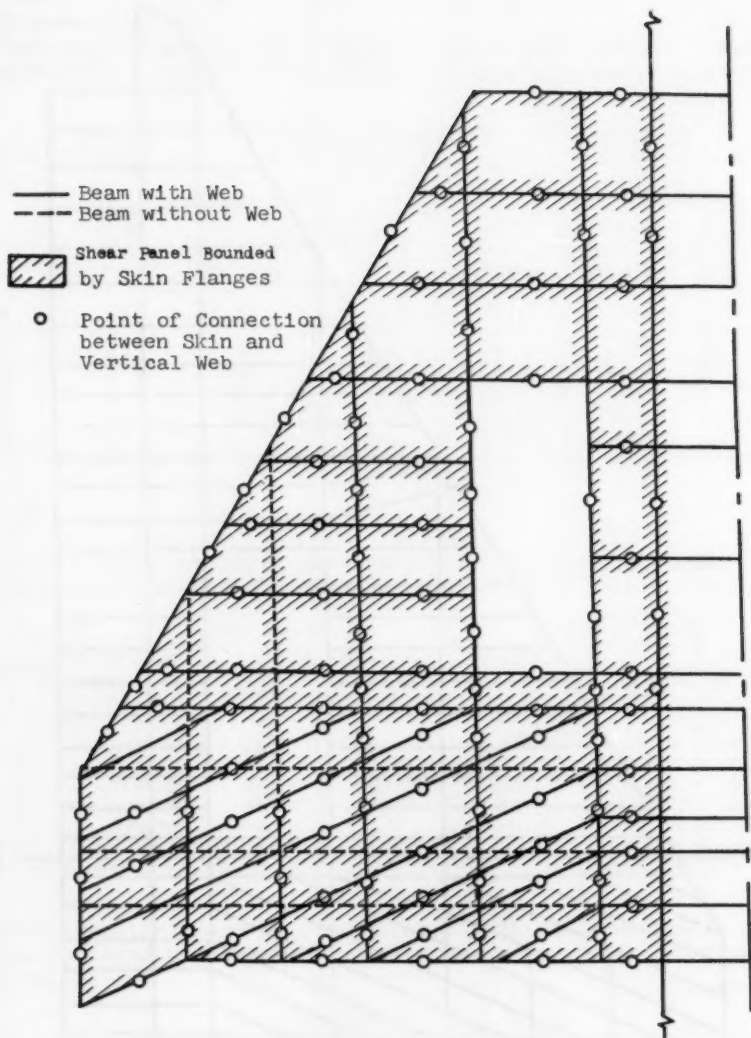 Beam with Web
Beam without Web
Shear Panel Bounded
by Skin Flanges
Point of Connection
between Skin and
Vertical Web